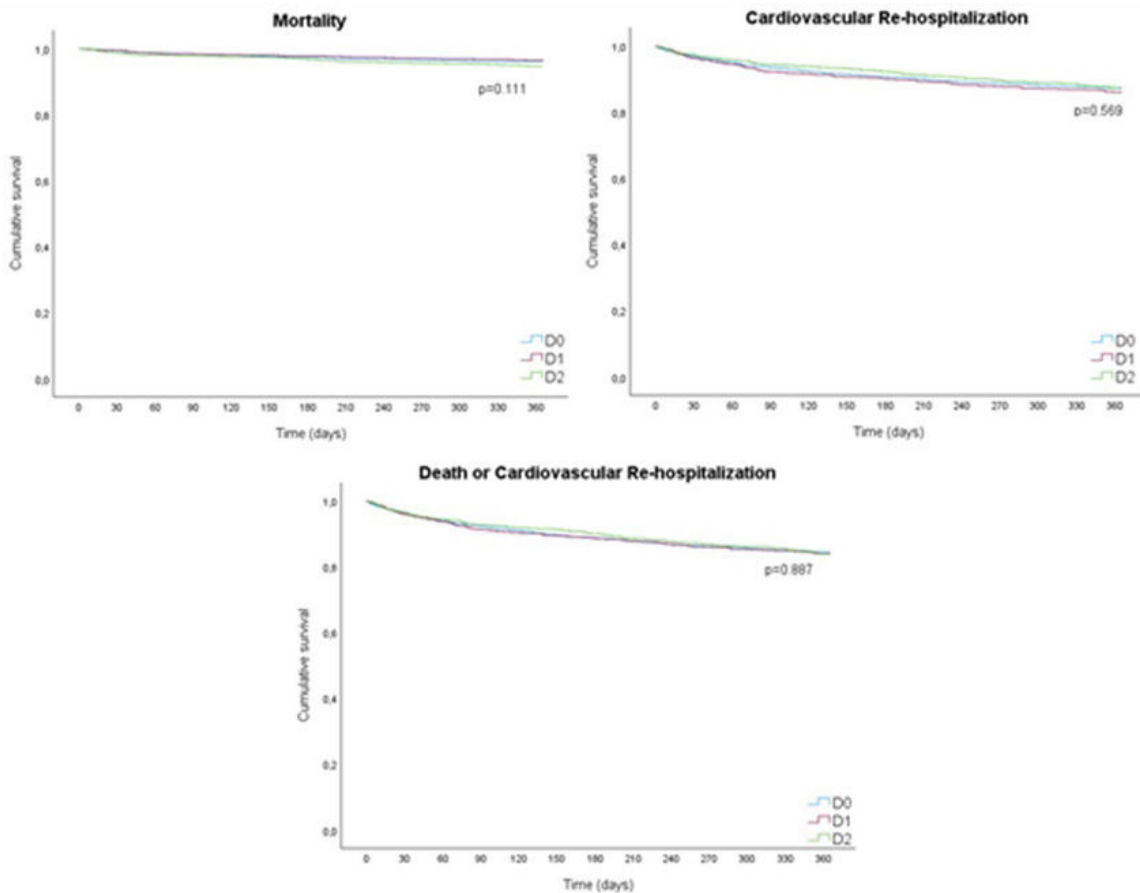 Mortality
1,0
0,8
0,6
0,4
0,2
0,0
Cumulative survival
p=0.111
D0
D1
D2
0 30 60 90 120 150 180 210 240 270 300 330 360
Time (days)
Cardiovascular Re-hospitalization
1,0
0,8
0,6
0,4
0,2
0,0
Cumulative survival
p=0.569
D0
D1
D2
0 30 60 90 120 150 180 210 240 270 300 330 360
Time (days)
Death or Cardiovascular Re-hospitalization
1,0
0,8
0,6
0,4
0,2
0,0
Cumulative survival
p=0.887
D0
D1
D2
0 30 60 90 120 150 180 210 240 270 300 330 360
Time (days)